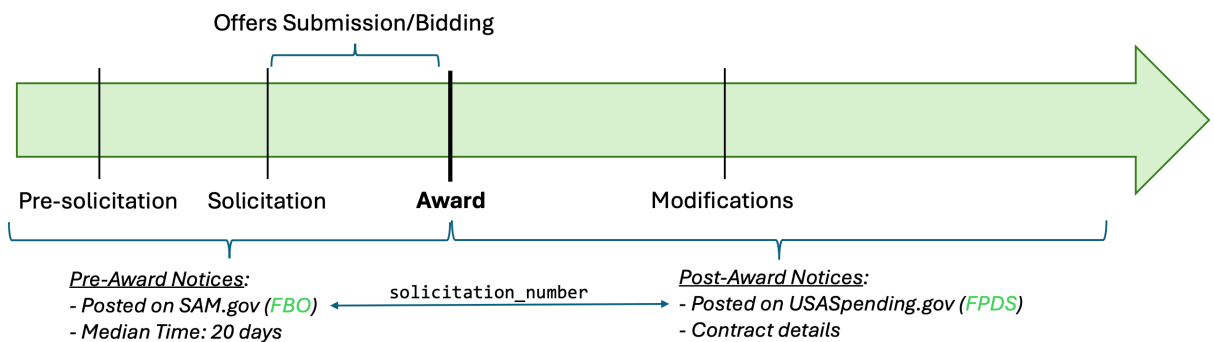 Offers Submission/Bidding
Pre-solicitation
Solicitation
Award
Modifications
Pre-Award Notices:
- Posted on SAM.gov (FBO)
- Median Time: 20 days
solicitation_number
Post-Award Notices:
- Posted on USASpending.gov (FPDS)
- Contract details